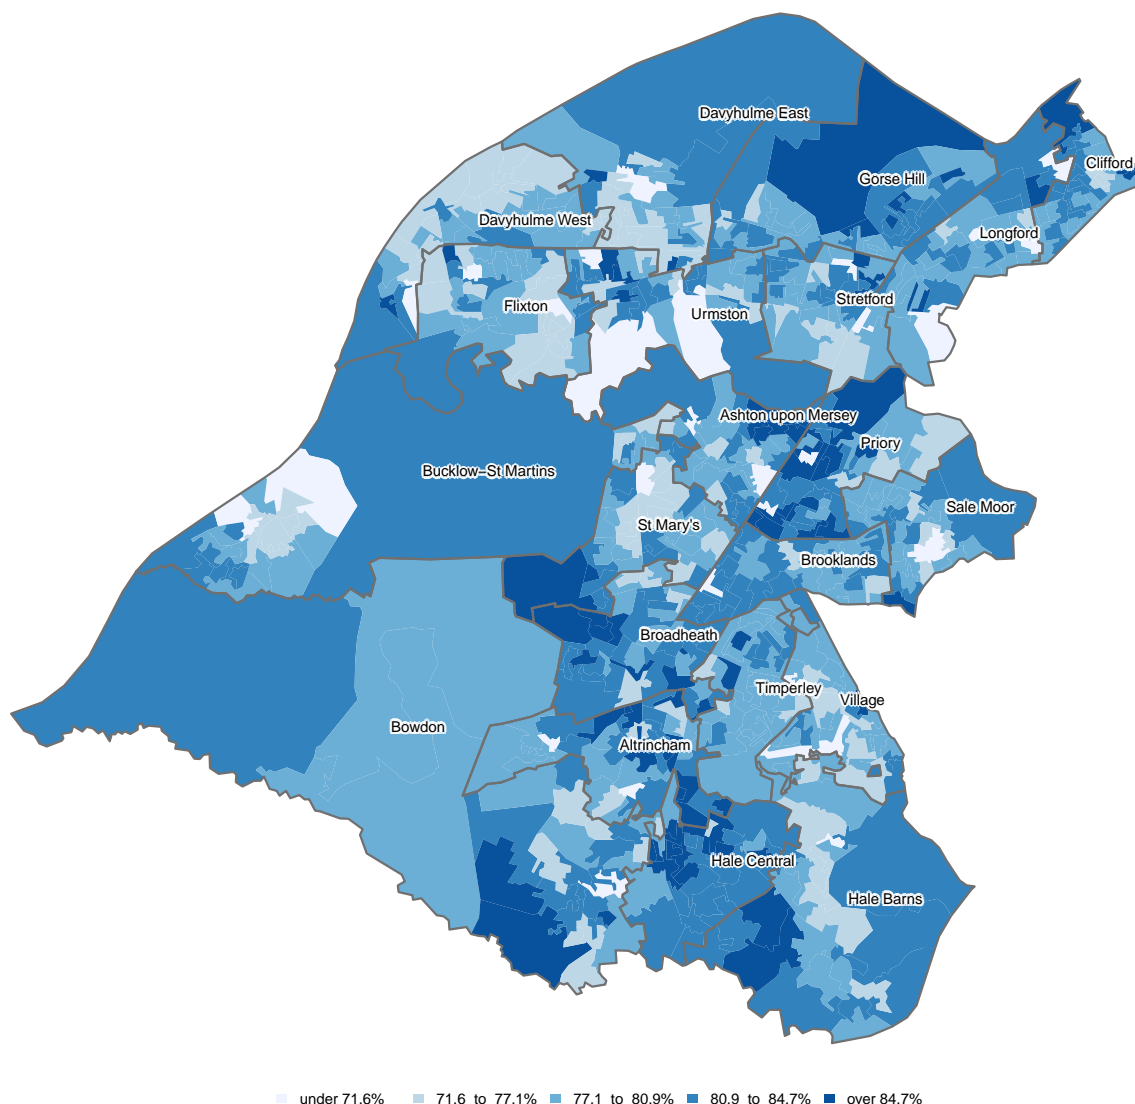 Davyhulme East
Clifford
Gorse Hill
Davyhulme West
Longford
Stretford
Flixton
Urmston
Ashton upon Mersey
Priory
Bucklow–St Martins
Sale Moor
St Mary's
Brooklands
Broadheath
Timperley
Village
Bowdon
Altrincham
Hale Central
Hale Barns
under 71.6% 71.6 to 77.1% 77.1 to 80.9% 80.9 to 84.7% over 84.7%